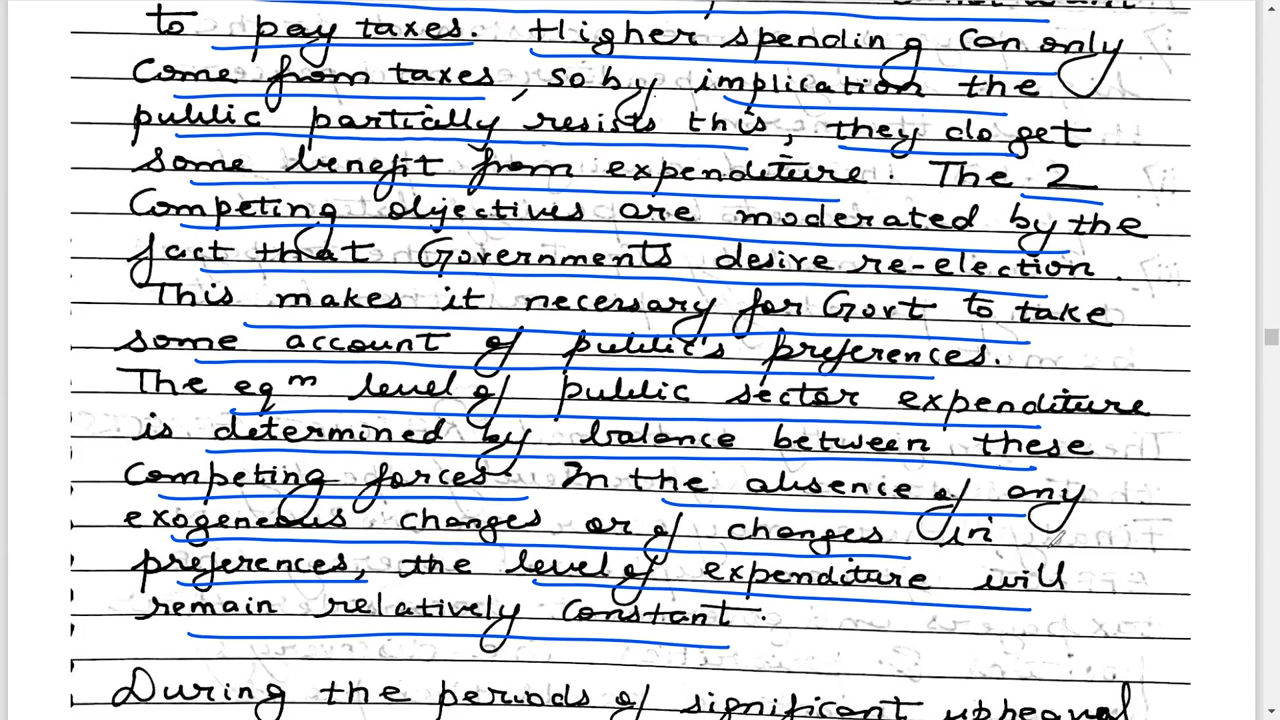 to pay taxes. Higher spending can only
come from taxes, so by implication the
public partially resists this, they do get
some benefit from expenditure. The 2
competing objectives are moderated by the
fact that Governments desire re-election.
This makes it necessary for Govt to take
some account of public's preferences.
The eqm level of public sector expenditure
is determined by balance between these
competing forces. In the absence of any
exogeneous changes or of changes in
preferences, the level of expenditure will
remain relatively constant.
During the periods of significant upheaval